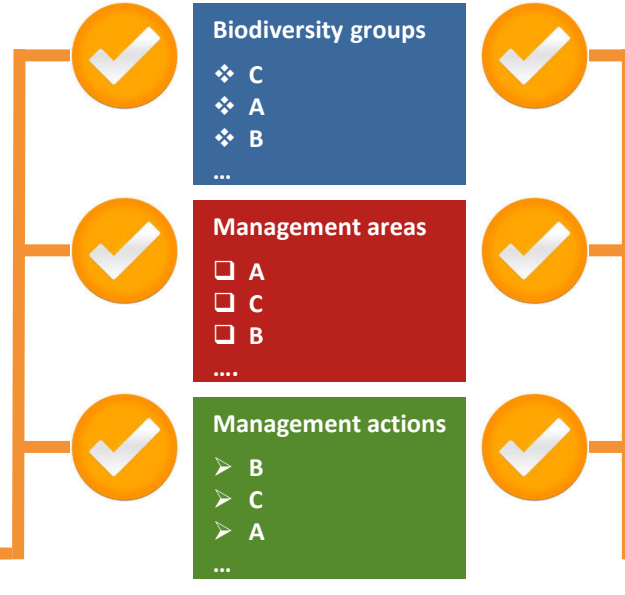 Biodiversity groups
❖ C
❖ A
❖ B
...
Management areas
❑ A
❑ C
❑ B
....
Management actions
➢ B
➢ C
➢ A
...